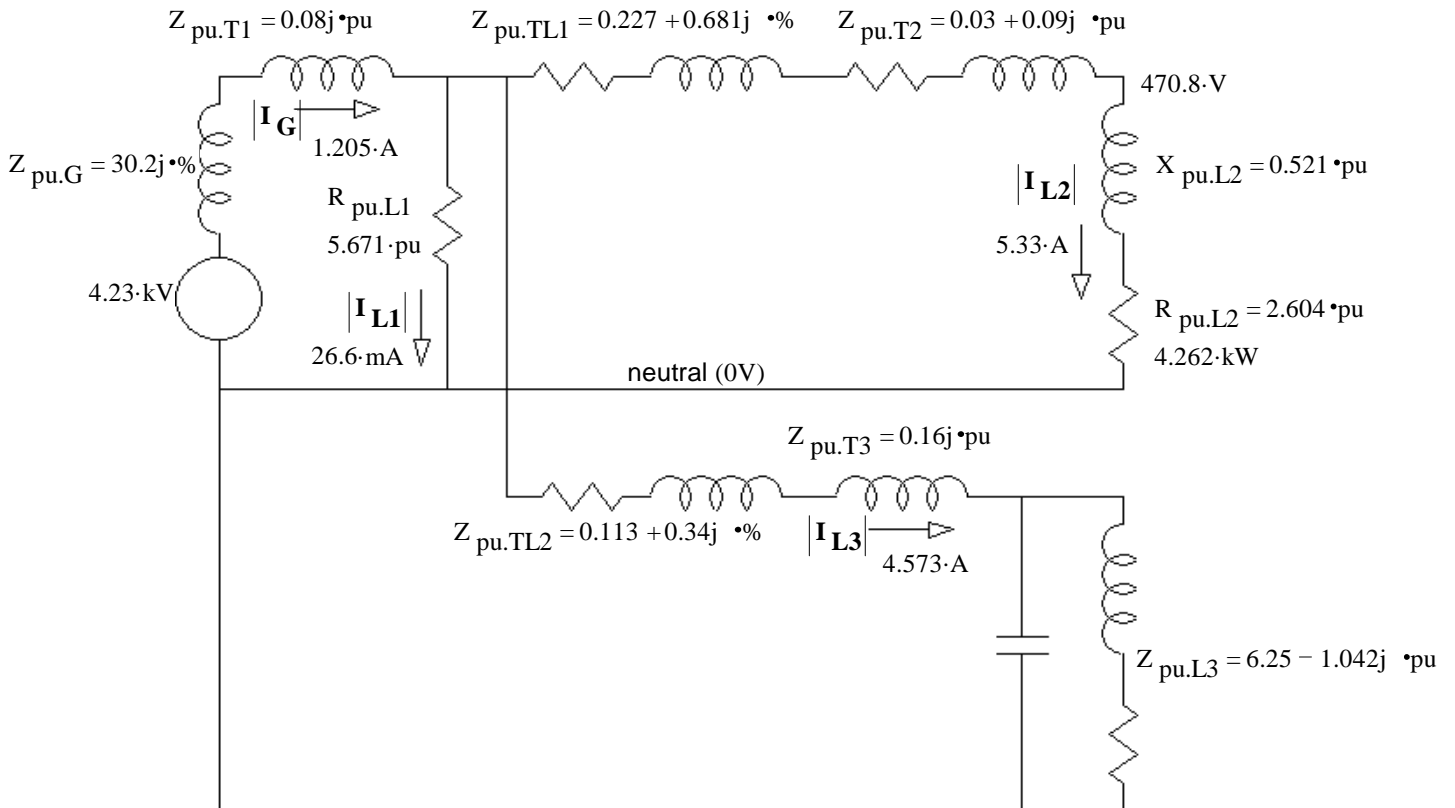 Z pu.T1 = 0.08j•pu
Z pu.TL1 = 0.227 + 0.681j •%
Z pu.T2 = 0.03 + 0.09j •pu
470.8·V
|I G|
1.205·A
Z pu.G = 30.2j•%
R pu.L1
5.671·pu
|I L2|
5.33·A
X pu.L2 = 0.521 •pu
4.23·kV
|I L1|
26.6·mA
R pu.L2 = 2.604 •pu
4.262·kW
neutral (0V)
Z pu.T3 = 0.16j•pu
Z pu.TL2 = 0.113 + 0.34j •%
|I L3|
4.573·A
Z pu.L3 = 6.25 − 1.042j •pu